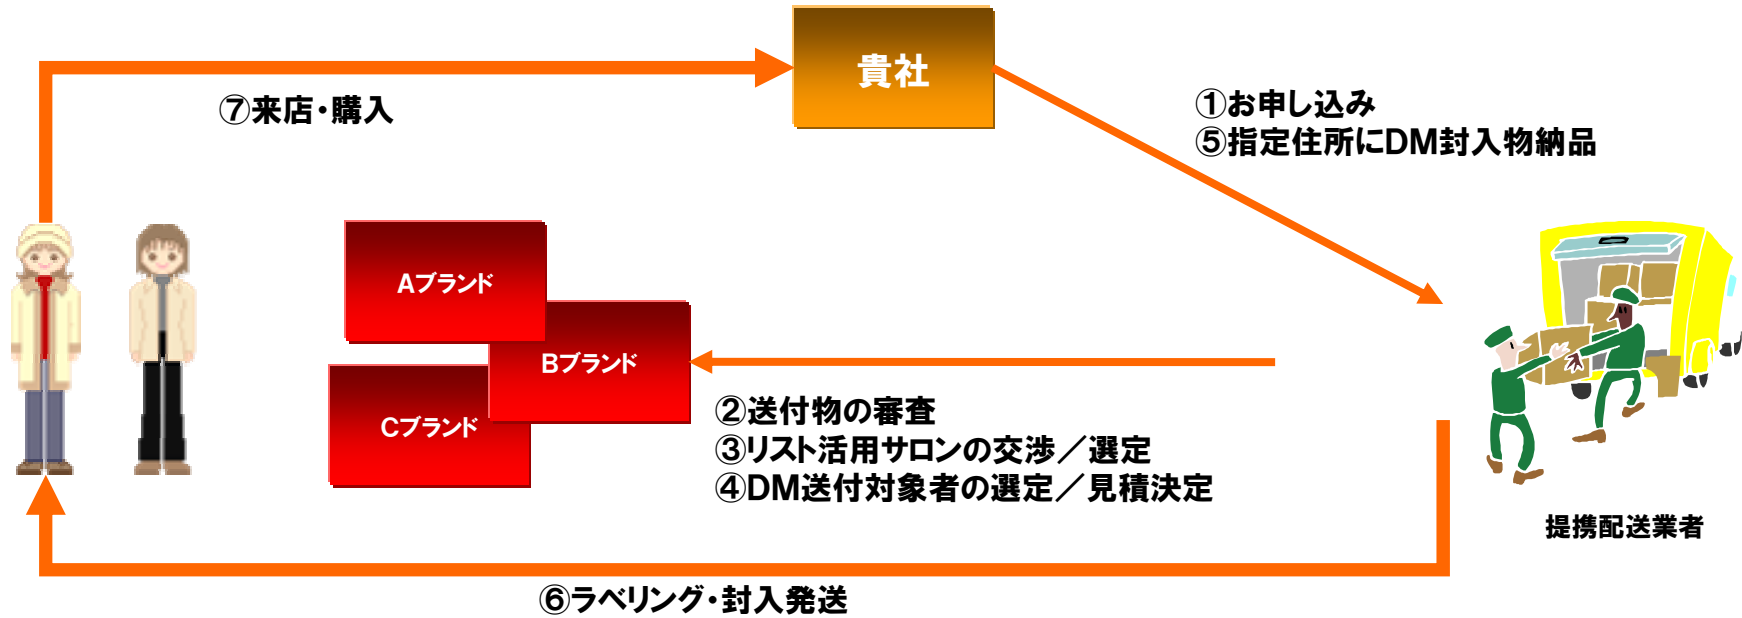 貴社
⑦来店・購入
①お申し込み
⑤指定住所にDM封入物納品
Aブランド
Bブランド
Cブランド
②送付物の審査
③リスト活用サロンの交渉／選定
④DM送付対象者の選定／見積決定
提携配送業者
⑥ラベリング・封入発送